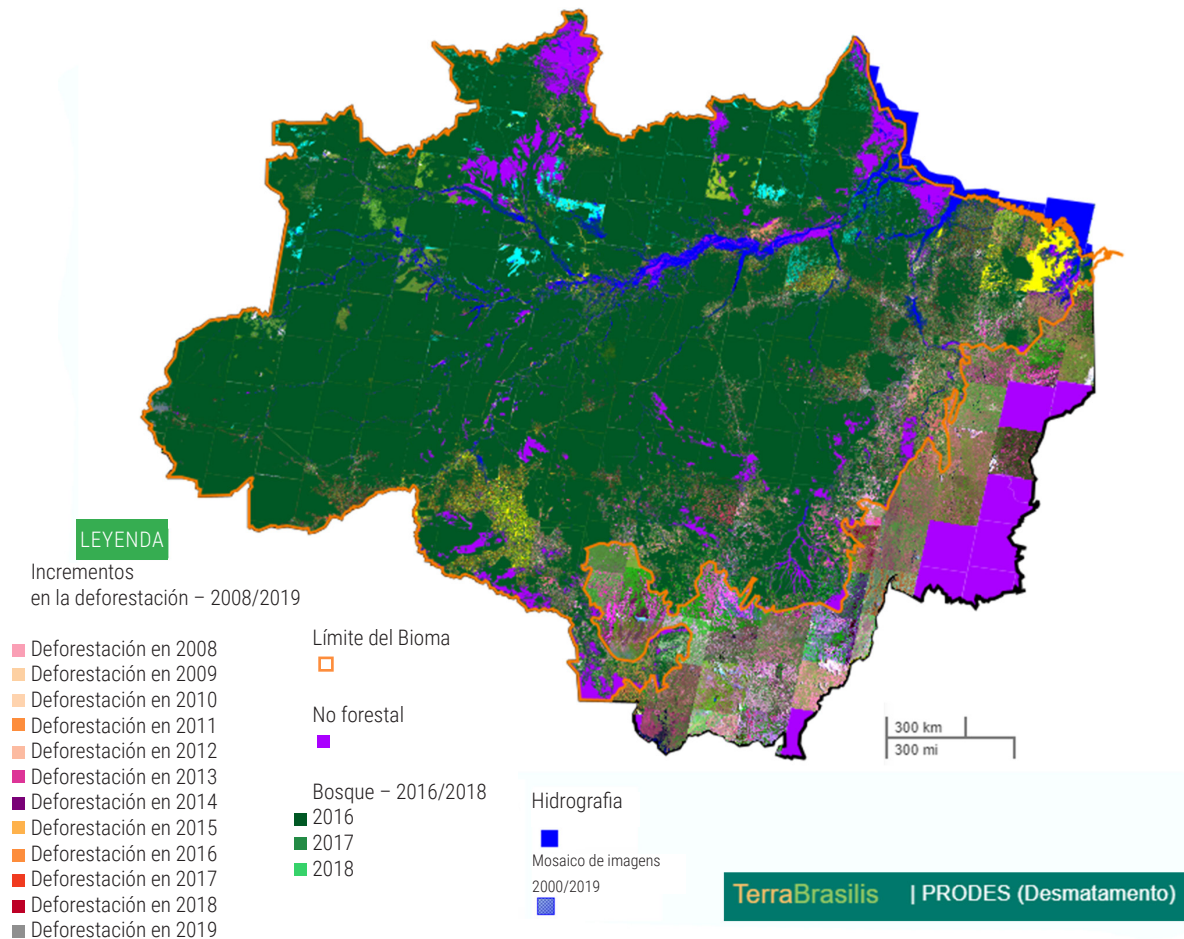 LEYENDA
Incrementos
en la deforestación – 2008/2019
Deforestación en 2008
Deforestación en 2009
Deforestación en 2010
Deforestación en 2011
Deforestación en 2012
Deforestación en 2013
Deforestación en 2014
Deforestación en 2015
Deforestación en 2016
Deforestación en 2017
Deforestación en 2018
Deforestación en 2019
Límite del Bioma
No forestal
Bosque – 2016/2018
2016
2017
2018
Hidrografia
Mosaico de imagens
2000/2019
300 km
300 mi
TerraBrasilis | PRODES (Desmatamento)